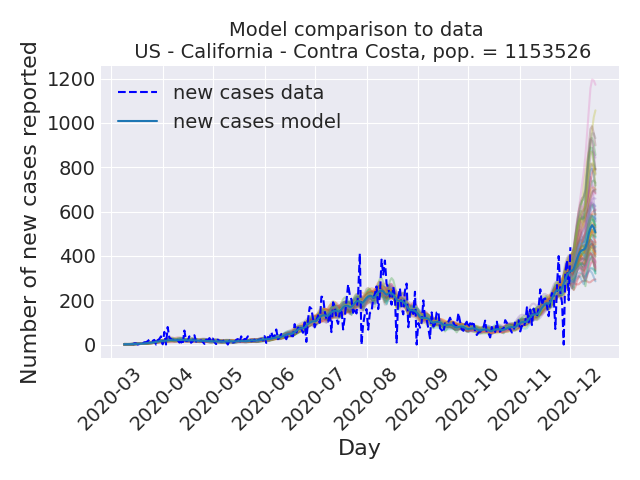 Model comparison to data
US - California - Contra Costa, pop. = 1153526
Number of new cases reported
1200
1000
800
600
400
200
0
new cases data
new cases model
2020-03
2020-04
2020-05
2020-06
2020-07
2020-08
2020-09
2020-10
2020-11
2020-12
Day